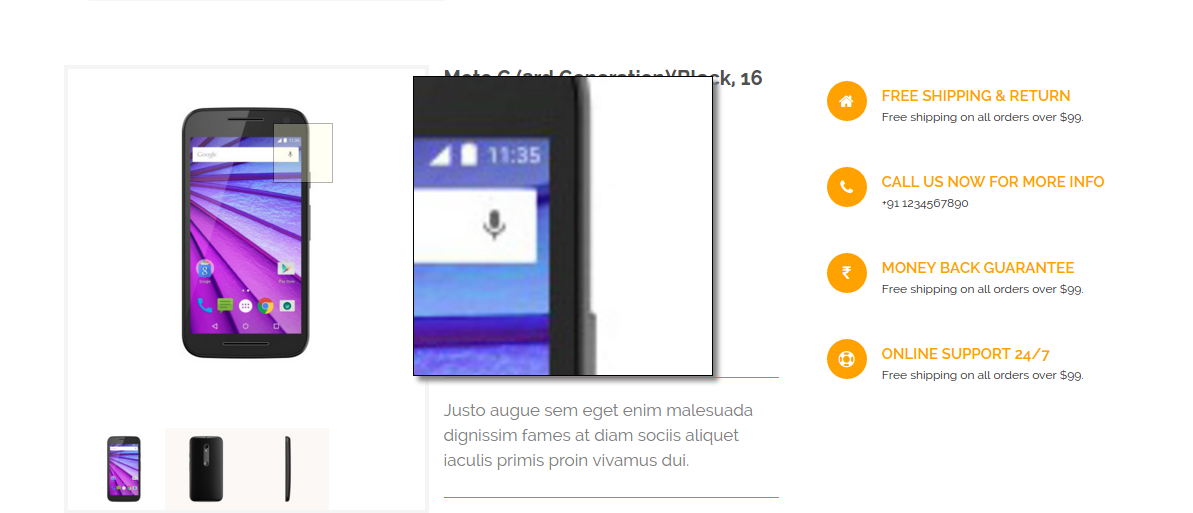 Moto G (3rd Generation)(Black, 16
11:35
Google
11:35
Justo augue sem eget enim malesuada
dignissim fames at diam sociis aliquet
iaculis primis proin vivamus dui.
FREE SHIPPING & RETURN
Free shipping on all orders over $99.
CALL US NOW FOR MORE INFO
+91 1234567890
MONEY BACK GUARANTEE
Free shipping on all orders over $99.
ONLINE SUPPORT 24/7
Free shipping on all orders over $99.